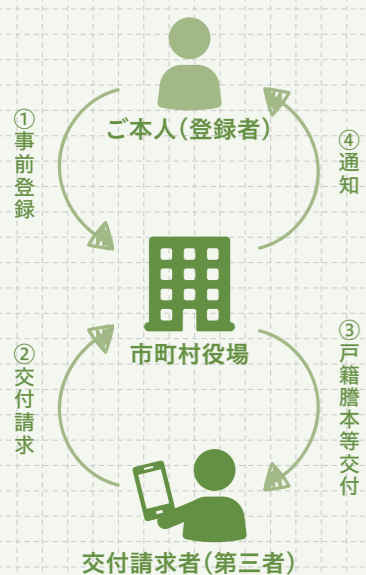 ご本人(登録者)
①事前登録
④通知
市町村役場
②交付請求
③戸籍謄本等交付
交付請求者(第三者)